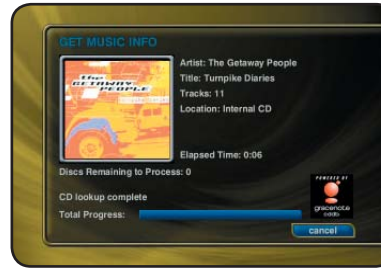 GET MUSIC INFO
the
GETAWAY
PEOPLE
Artist: The Getaway People
Title: Turnpike Diaries
Tracks: 11
Location: Internal CD
Elapsed Time: 0:06
Discs Remaining to Process: 0
CD lookup complete
Total Progress:
POWERED BY
gracenote
cddb
cancel